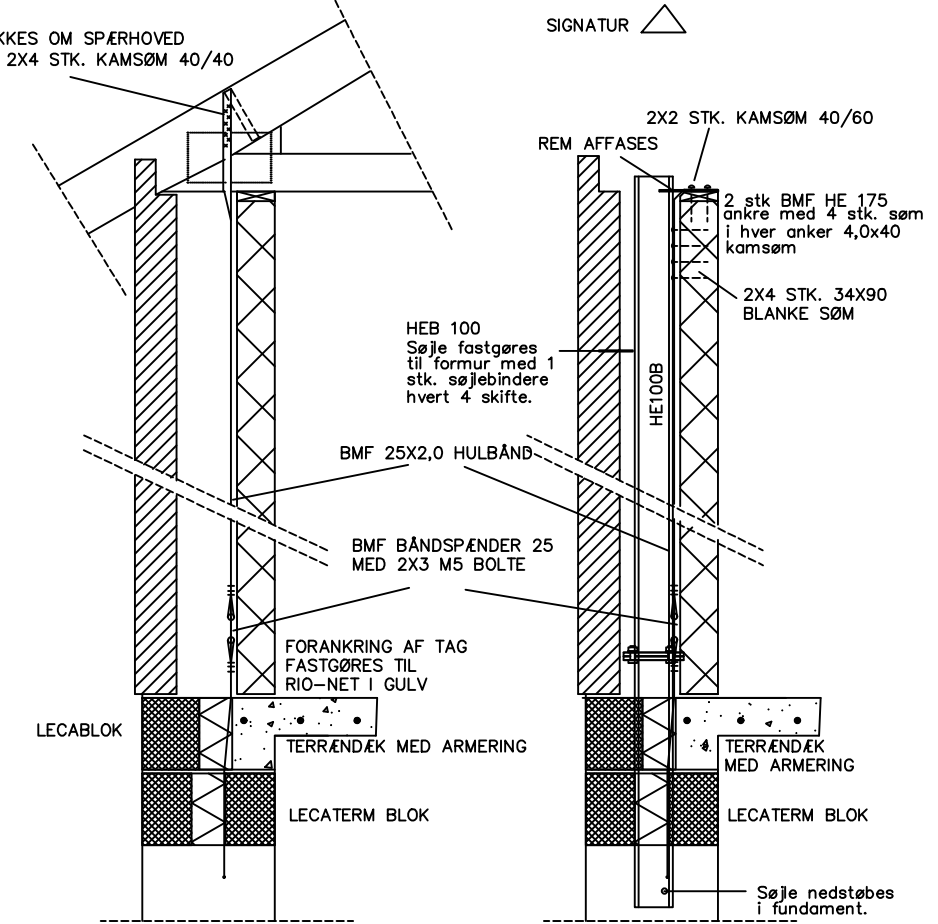 SIGNATUR
KKES OM SPÆRHOVED
2X4 STK. KAMSØM 40/40
2X2 STK. KAMSØM 40/60
REM AFFASES
2 stk BMF HE 175
ankre med 4 stk. søm
i hver anker 4,0x40
kamsøm
2X4 STK. 34X90
BLANKE SØM
HEB 100
Søjle fastgøres
til formur med 1
stk. søjlebindere
hvert 4 skifte.
HE100B
BMF 25X2,0 HULBÅND
BMF BÅNDSPÆNDER 25
MED 2X3 M5 BOLTE
FORANKRING AF TAG
FASTGØRES TIL
RIO-NET I GULV
LECABLOK
TERRÆNDÆK MED ARMERING
TERRÆNDÆK
MED ARMERING
LECATERM BLOK
LECATERM BLOK
Søjle nedstøbes
i fundament.